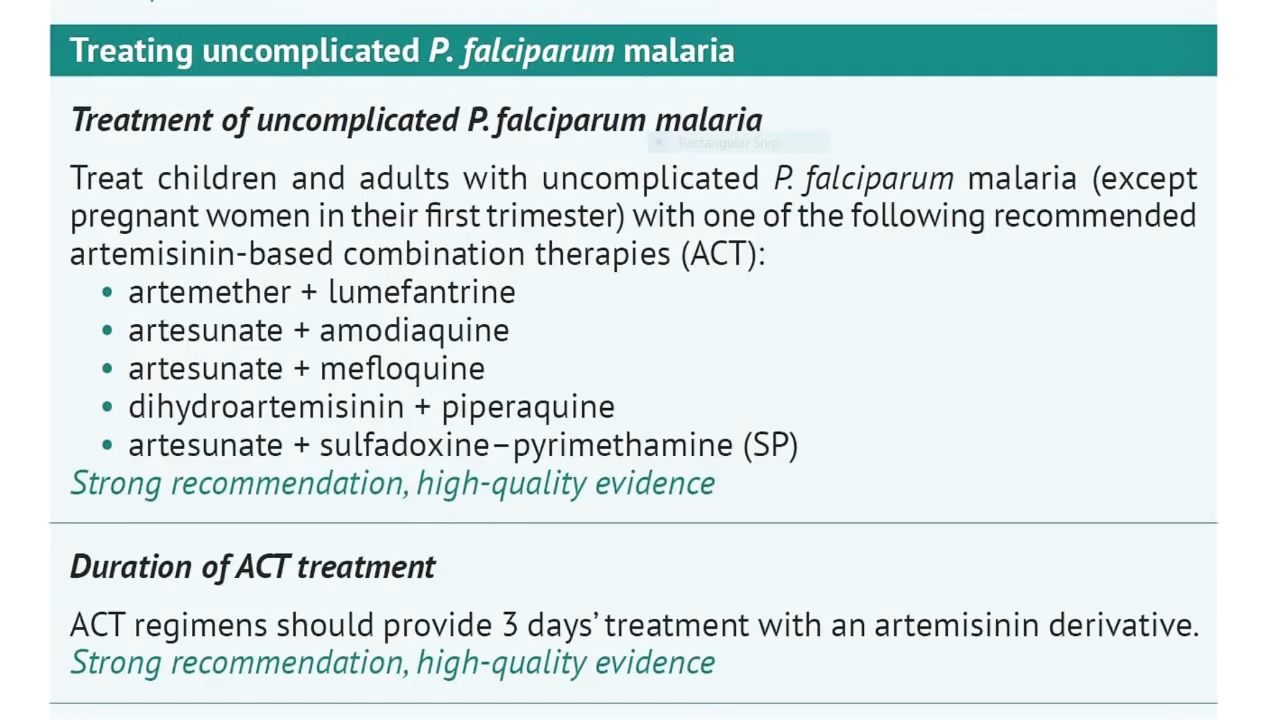 Treating uncomplicated P. falciparum malaria
Treatment of uncomplicated P. falciparum malaria
Rectangular Snip
Treat children and adults with uncomplicated P. falciparum malaria (except
pregnant women in their first trimester) with one of the following recommended
artemisinin-based combination therapies (ACT):
• artemether + lumefantrine
• artesunate + amodiaquine
• artesunate + mefloquine
• dihydroartemisinin + piperaquine
• artesunate + sulfadoxine–pyrimethamine (SP)
Strong recommendation, high-quality evidence
Duration of ACT treatment
ACT regimens should provide 3 days’ treatment with an artemisinin derivative.
Strong recommendation, high-quality evidence